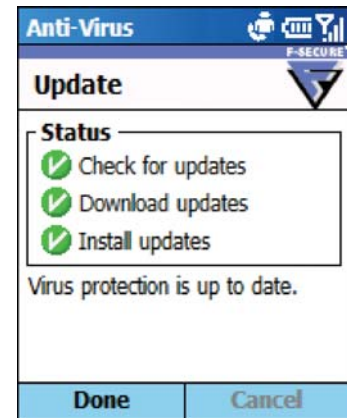 Anti-Virus
F-SECURE
Update
Status
Check for updates
Download updates
Install updates
Virus protection is up to date.
Done Cancel